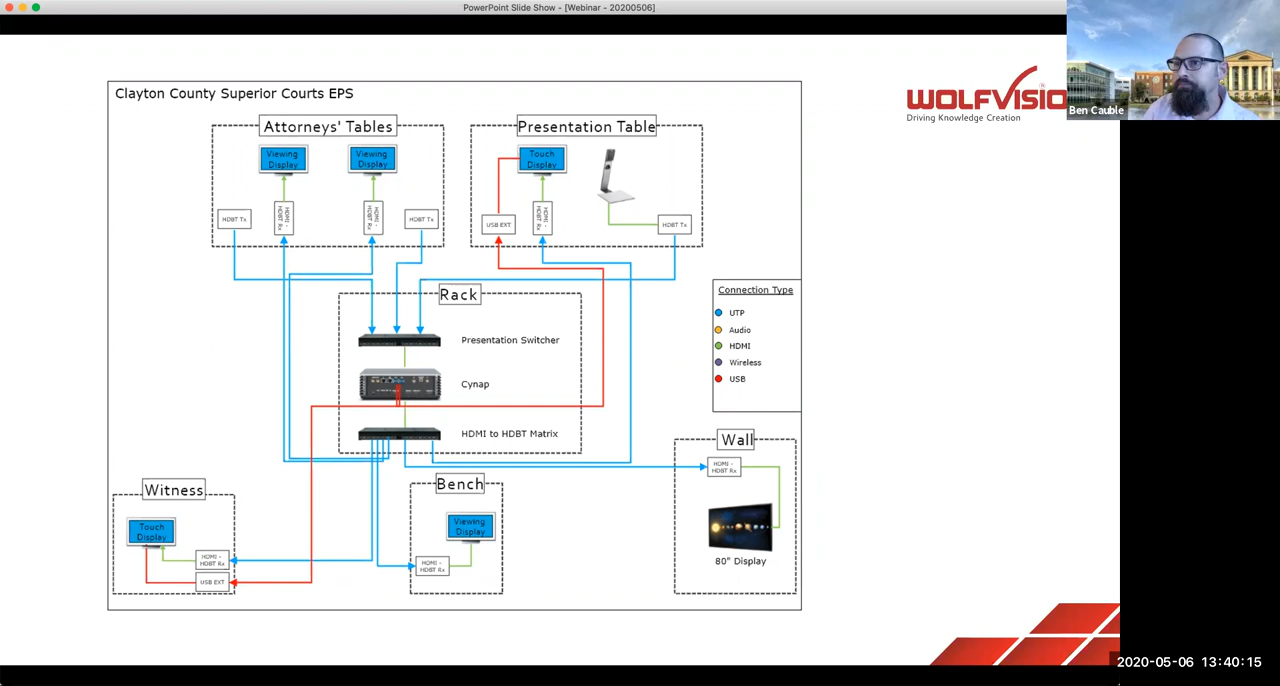 PowerPoint Slide Show - [Webinar - 20200506]
Clayton County Superior Courts EPS
WOLFVISIO
Driving Knowledge Creation
Ben Cauble
Attorneys' Tables
Presentation Table
Viewing
Display
Viewing
Display
Touch
Display
HDBT Tx
HDMI -
HDBT Rx
HDMI -
HDBT Rx
HDBT Tx
USB EXT
HDMI -
HDBT Rx
HDBT Tx
Rack
Presentation Switcher
Cynap
HDMI to HDBT Matrix
Connection Type
UTP
Audio
HDMI
Wireless
USB
Wall
HDMI -
HDBT Rx
80" Display
Witness
Touch
Display
HDMI -
HDBT Rx
USB EXT
Bench
Viewing
Display
HDMI -
HDBT Rx
2020-05-06 13:40:15